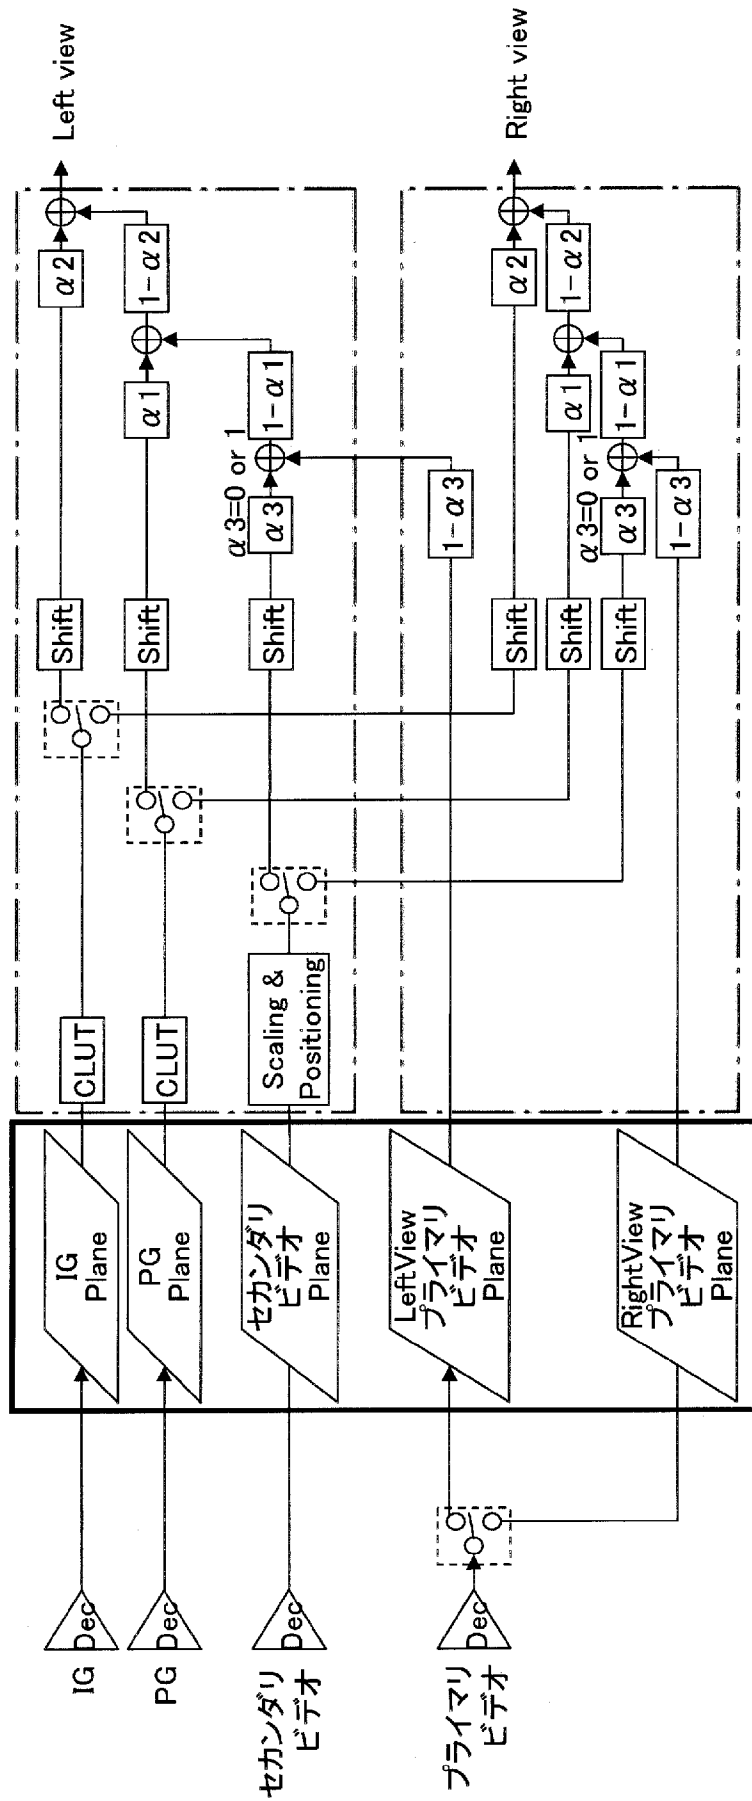 IG
Dec
IG
Plane
CLUT
Shift
α2
Left view
PG
Dec
PG
Plane
CLUT
Shift
α1
1-α2
セカンダリ
ビデオ
Dec
セカンダリ
ビデオ
Plane
Scaling &
Positioning
Shift
α3=0 or 1
α3
1-α1
プライマリ
ビデオ
Dec
LeftView
プライマリ
ビデオ
Plane
1-α3
Shift
α2
Right view
Shift
α1
1-α2
Shift
α3=0 or 1
α3
1-α1
RightView
プライマリ
ビデオ
Plane
1-α3